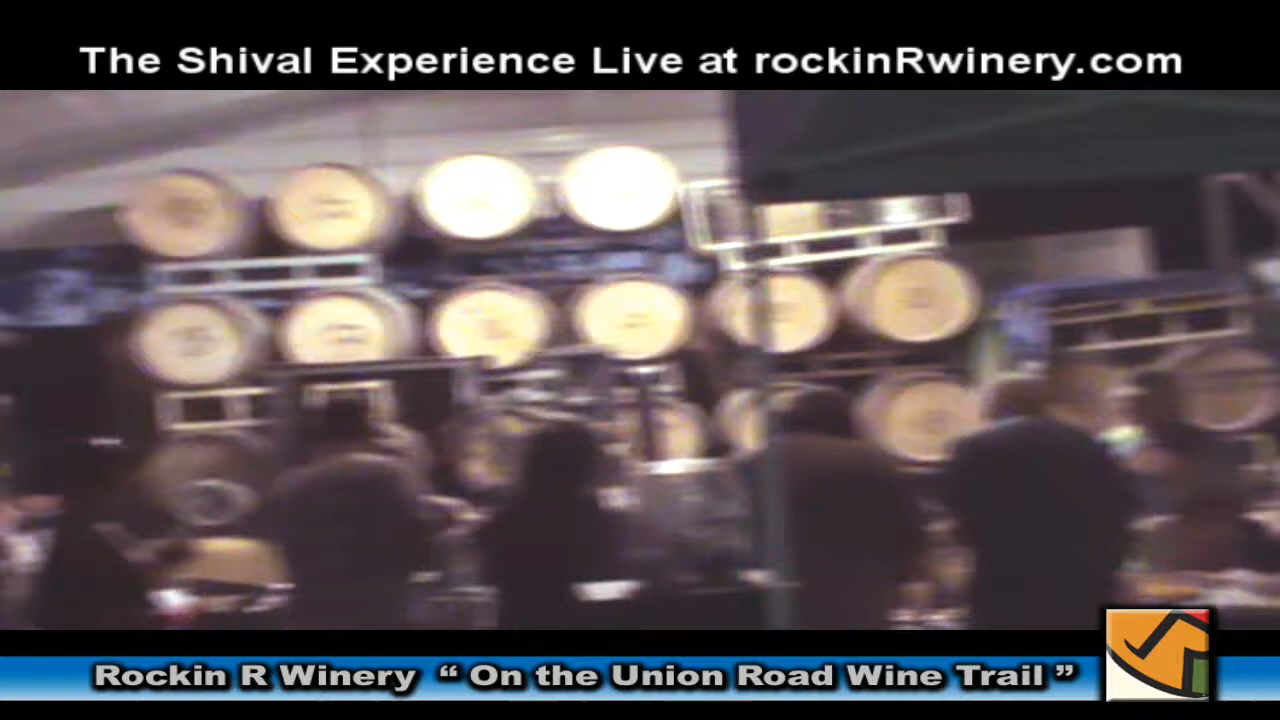 The Shival Experience Live at rockinRwinery.com
Rockin R Winery “ On the Union Road Wine Trail ”